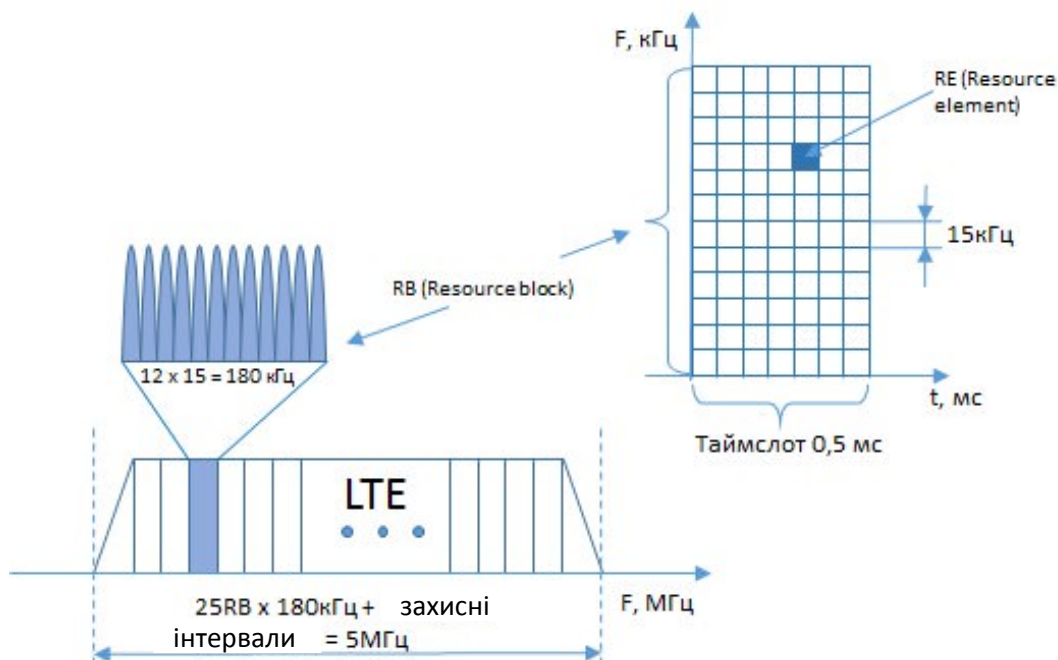 F, кГц
RE (Resource
element)
15кГц
RB (Resource block)
12 x 15 = 180 кГц
t, мс
Таймслот 0,5 мс
LTE
F, МГц
25RB x 180кГц + захисні
інтервали = 5МГц